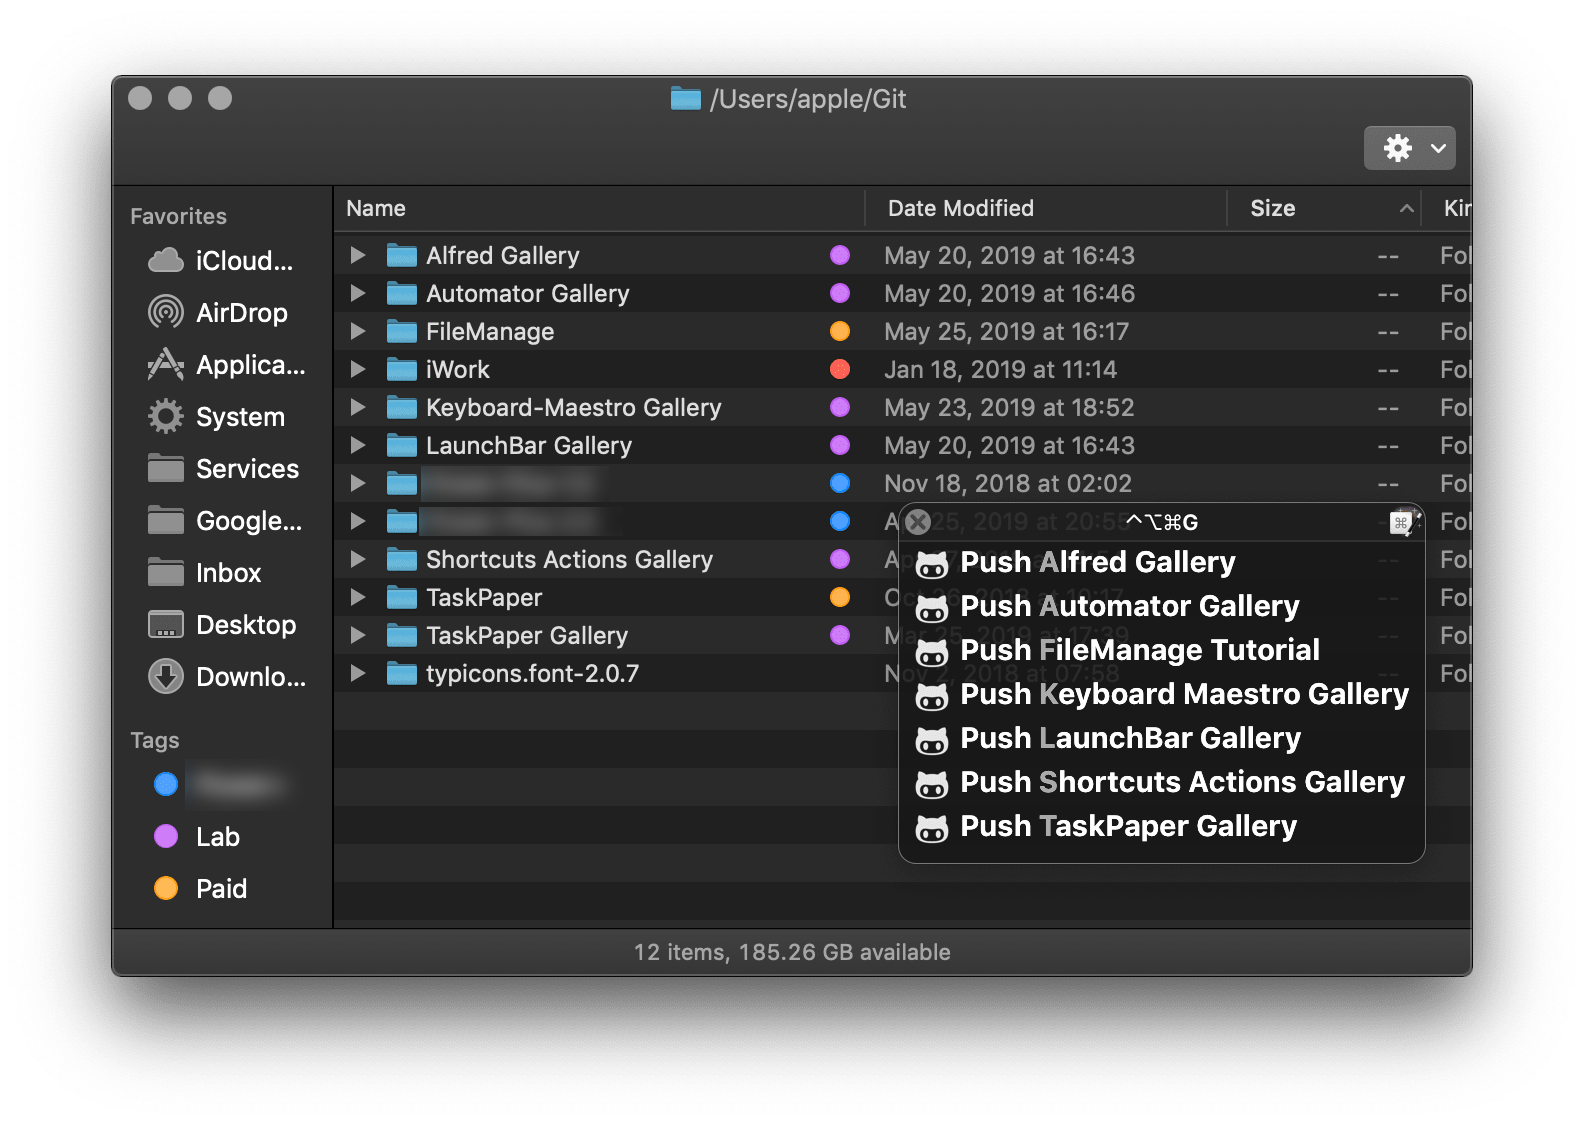 /Users/apple/Git
Favorites
iCloud...
AirDrop
Applica...
System
Services
Google...
Inbox
Desktop
Downlo...
Tags
Lab
Paid
Name Date Modified Size Kin
Alfred Gallery May 20, 2019 at 16:43 -- Fol
Automator Gallery May 20, 2019 at 16:46 -- Fol
FileManage May 25, 2019 at 16:17 -- Fol
iWork Jan 18, 2019 at 11:14 -- Fol
Keyboard-Maestro Gallery May 23, 2019 at 18:52 -- Fol
LaunchBar Gallery May 20, 2019 at 16:43 -- Fol
Nov 18, 2018 at 02:02 -- Fol
25, at 20:55 Fol
Shortcuts Actions Gallery -- Fol
TaskPaper -- Fol
TaskPaper Gallery Mar 25, 2019 at 17:39 -- Fol
typicons.font-2.0.7 Nov 2, 2018 at 07:58 -- Fol
^⌥⌘G
Push Alfred Gallery
Push Automator Gallery
Push FileManage Tutorial
Push Keyboard Maestro Gallery
Push LaunchBar Gallery
Push Shortcuts Actions Gallery
Push TaskPaper Gallery
12 items, 185.26 GB available